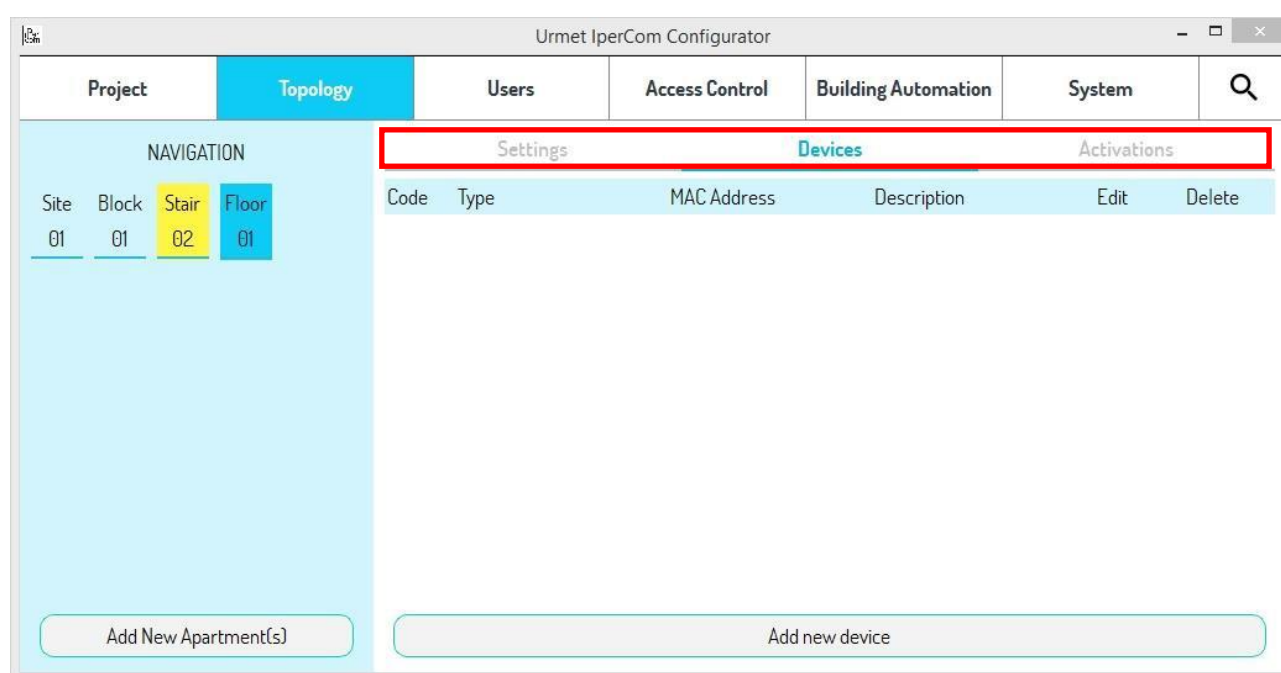 Urmet IperCom Configurator
Project Topology Users Access Control Building Automation System
NAVIGATION
Settings Devices Activations
Site Block Stair Floor
01 01 02 01
Code Type MAC Address Description Edit Delete
Add New Apartment(s)
Add new device